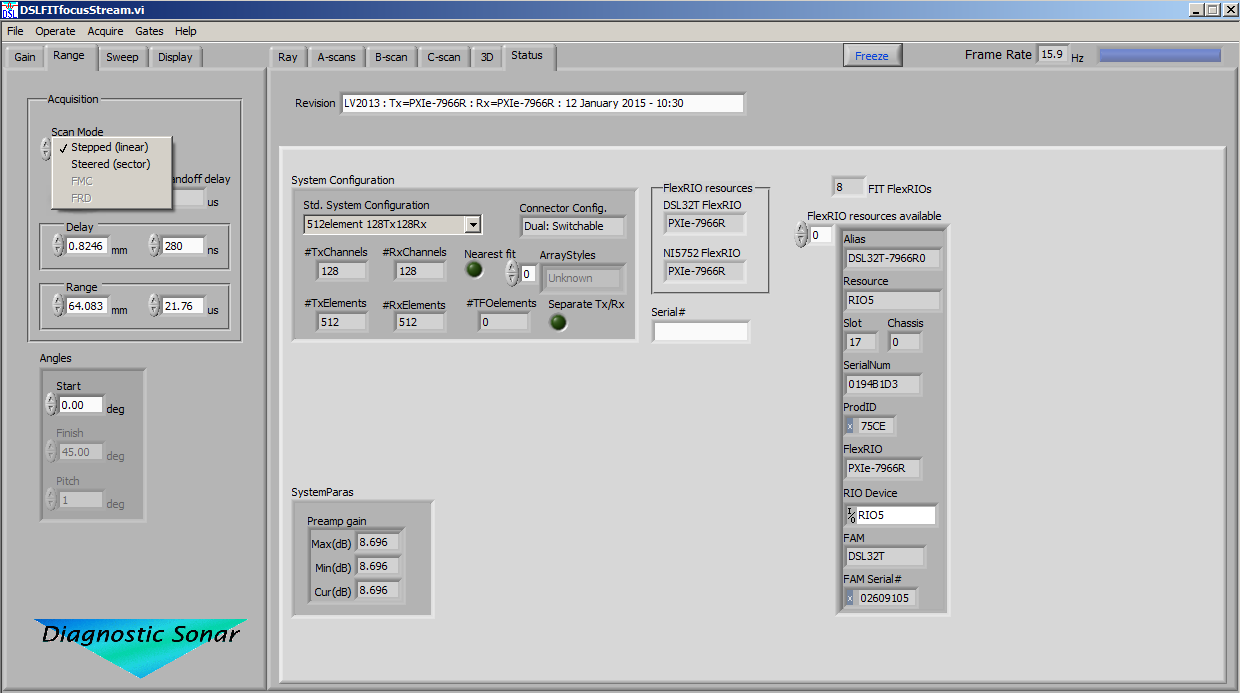 DSLFITfocusStream.vi
File Operate Acquire Gates Help
Gain Range Sweep Display
Ray A-scans B-scan C-scan 3D Status
Freeze
Frame Rate 15.9 Hz
Acquisition
Scan Mode
✓ Stepped (linear)
Steered (sector)
FMC
FRD
andoff delay
us
Delay
0.8246 mm 280 ns
Range
64.083 mm 21.76 us
Angles
Start
0.00 deg
Finish
45.00 deg
Pitch
1 deg
Diagnostic Sonar
Revision LV2013 : Tx=PXIe-7966R : Rx=PXIe-7966R : 12 January 2015 - 10:30
System Configuration
Std. System Configuration
512element 128Tx128Rx
Connector Config.
Dual: Switchable
#TxChannels #RxChannels Nearest fit ArrayStyles
128 128 0 Unknown
#TxElements #RxElements #TFOelements Separate Tx/Rx
512 512 0
SystemParas
Preamp gain
Max(dB) 8.696
Min(dB) 8.696
Cur(dB) 8.696
FlexRIO resources
DSL32T FlexRIO
PXIe-7966R
NI5752 FlexRIO
PXIe-7966R
Serial#
8 FIT FlexRIOs
FlexRIO resources available
0
Alias
DSL32T-7966R0
Resource
RIO5
Slot Chassis
17 0
SerialNum
0194B1D3
ProdID
x 75CE
FlexRIO
PXIe-7966R
RIO Device
I/O RIO5
FAM
DSL32T
FAM Serial#
x 02609105